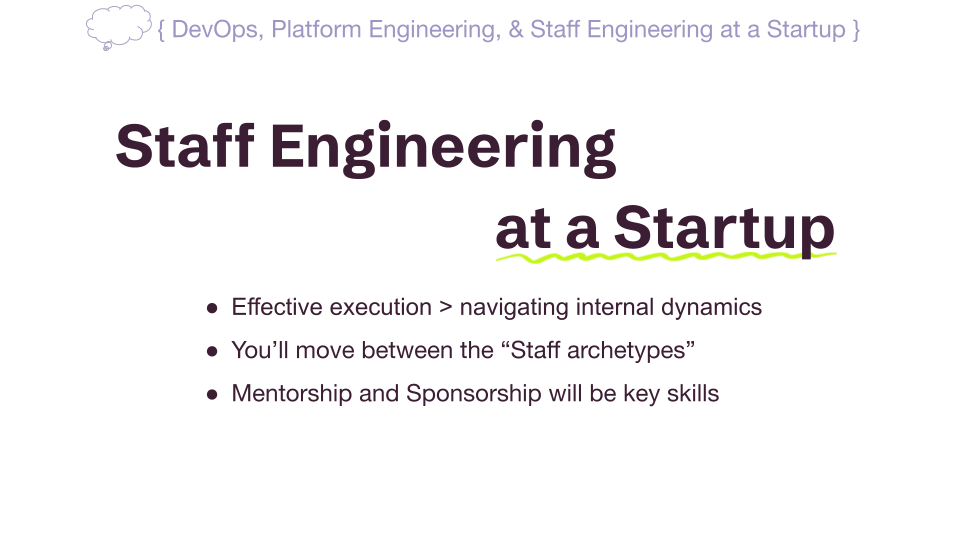 { DevOps, Platform Engineering, & Staff Engineering at a Startup }
Staff Engineering
at a Startup
● Effective execution > navigating internal dynamics
● You’ll move between the “Staff archetypes”
● Mentorship and Sponsorship will be key skills